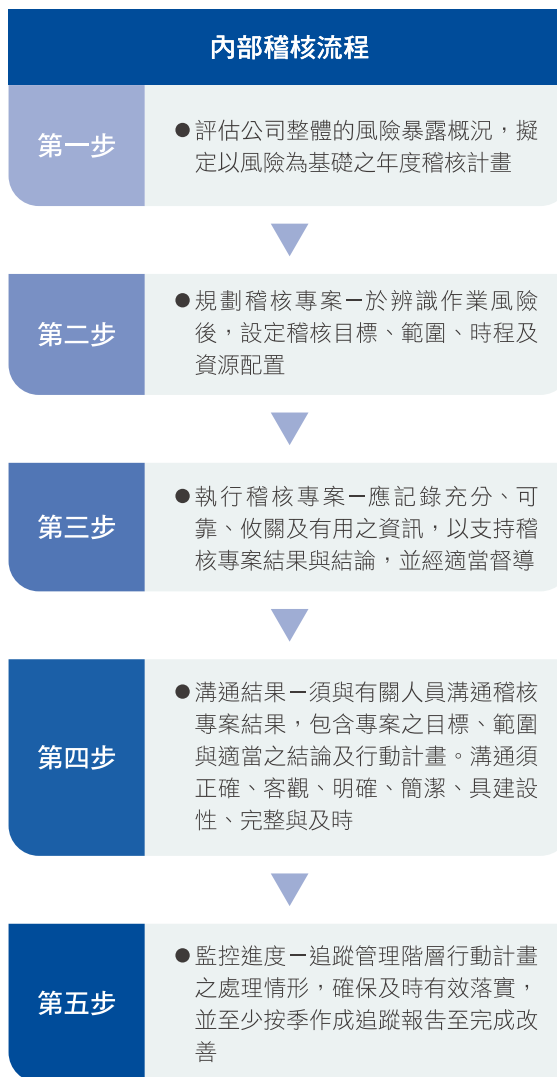 內部稽核流程
第一步
●評估公司整體的風險暴露概況，擬
定以風險為基礎之年度稽核計畫
第二步
●規劃稽核專案－於辨識作業風險
後，設定稽核目標、範圍、時程及
資源配置
第三步
●執行稽核專案－應記錄充分、可
靠、攸關及有用之資訊，以支持稽
核專案結果與結論，並經適當督導
第四步
●溝通結果－須與有關人員溝通稽核
專案結果，包含專案之目標、範圍
與適當之結論及行動計畫。溝通須
正確、客觀、明確、簡潔、具建設
性、完整與及時
第五步
●監控進度－追蹤管理階層行動計畫
之處理情形，確保及時有效落實，
並至少按季作成追蹤報告至完成改
善